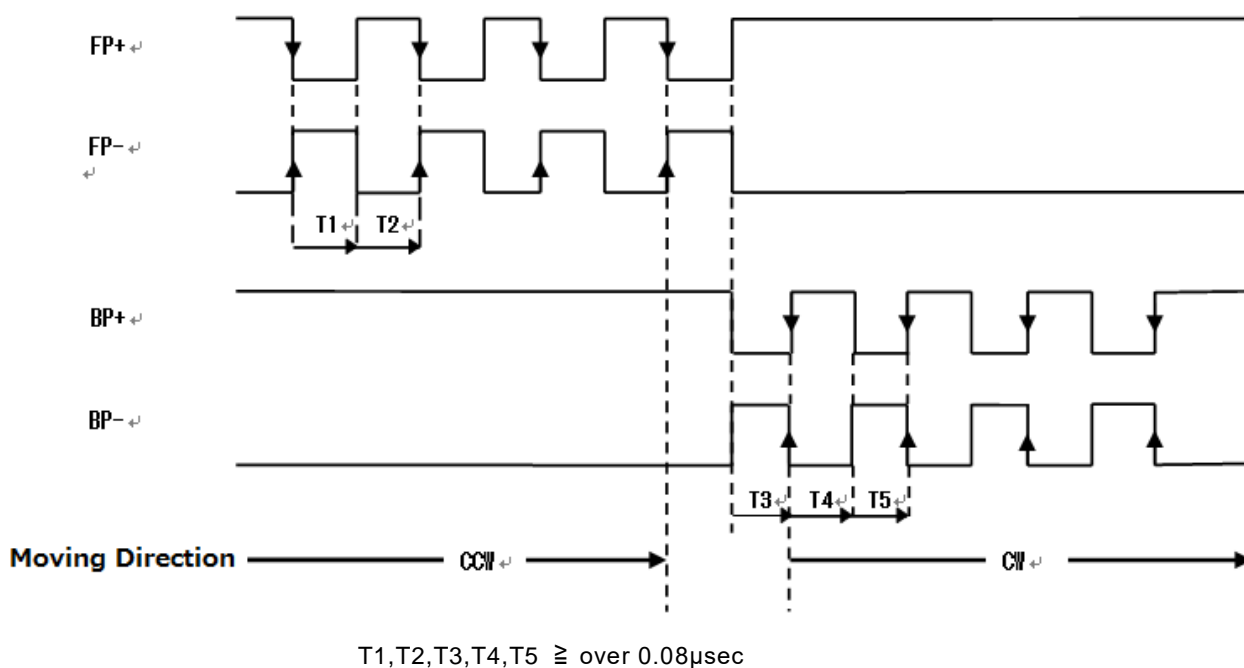 FP+ ↵
FP- ↵
↵
T1 ↵ T2 ↵
BP+ ↵
BP- ↵
T3 ↵ T4 ↵ T5 ↵
Moving Direction CCW ↵ CW ↵
T1,T2,T3,T4,T5 ≧ over 0.08μsec